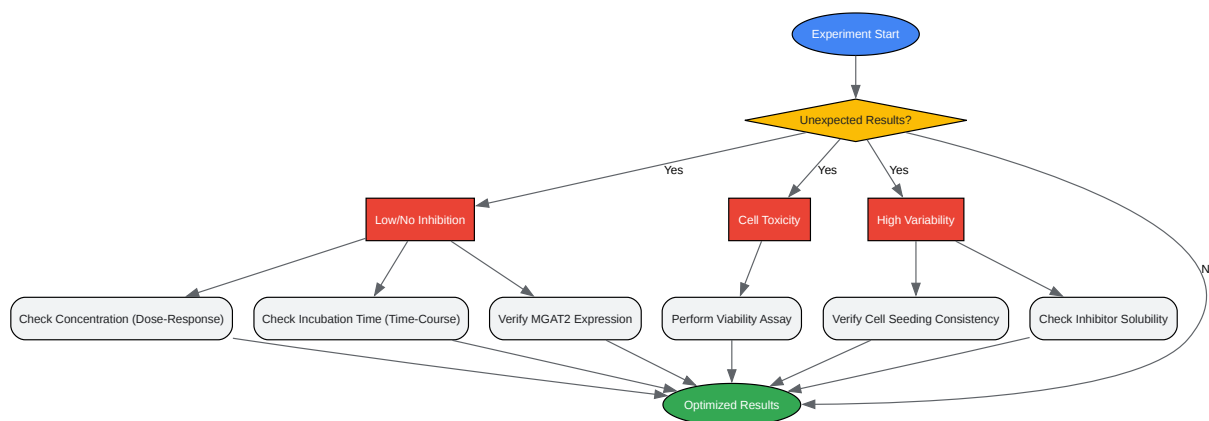 Experiment Start
Unexpected Results?
Yes
Yes
Yes
Low/No Inhibition
Cell Toxicity
High Variability
N
Check Concentration (Dose-Response)
Check Incubation Time (Time-Course)
Verify MGAT2 Expression
Perform Viability Assay
Verify Cell Seeding Consistency
Check Inhibitor Solubility
Optimized Results